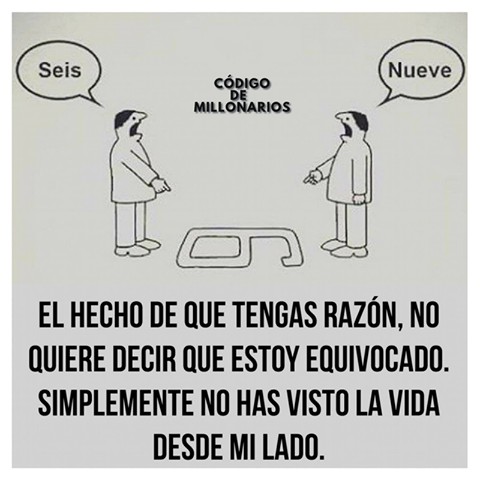 Seis
Nueve
CÓDIGO
DE
MILLONARIOS
EL HECHO DE QUE TENGAS RAZÓN, NO
QUIERE DECIR QUE ESTOY EQUIVOCADO.
SIMPLEMENTE NO HAS VISTO LA VIDA
DESDE MI LADO.